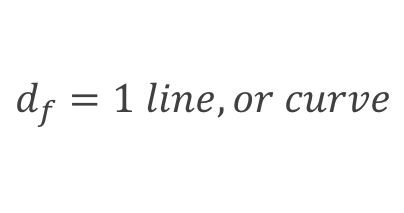 d_f = 1 line, or curve